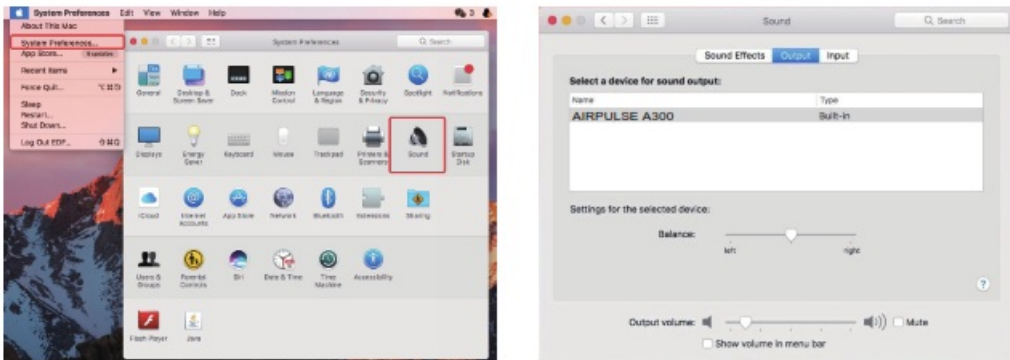 System Preferences Edit View Window Help
About This Mac
System Preferences...
App Store... 5 updates
Recent Items
Force Quit...
Sleep
Restart...
Shut Down...
Log Out EDF...
System Preferences
Search
General
Desktop &
Screen Saver
Dock
Mission
Control
Language
& Region
Security
& Privacy
Spotlight
Notifications
Displays
Energy
Saver
Keyboard
Mouse
Trackpad
Printers &
Scanners
Sound
Startup
Disk
iCloud
Internet
Accounts
App Store
Network
Bluetooth
Extensions
Sharing
Users &
Groups
Parental
Controls
Siri
Date & Time
Time
Machine
Accessibility
Flash Player
Java
Sound
Search
Sound Effects Output Input
Select a device for sound output:
Name Type
AIRPULSE A300 Built-in
Settings for the selected device:
Balance:
left right
?
Output volume: Mute
Show volume in menu bar